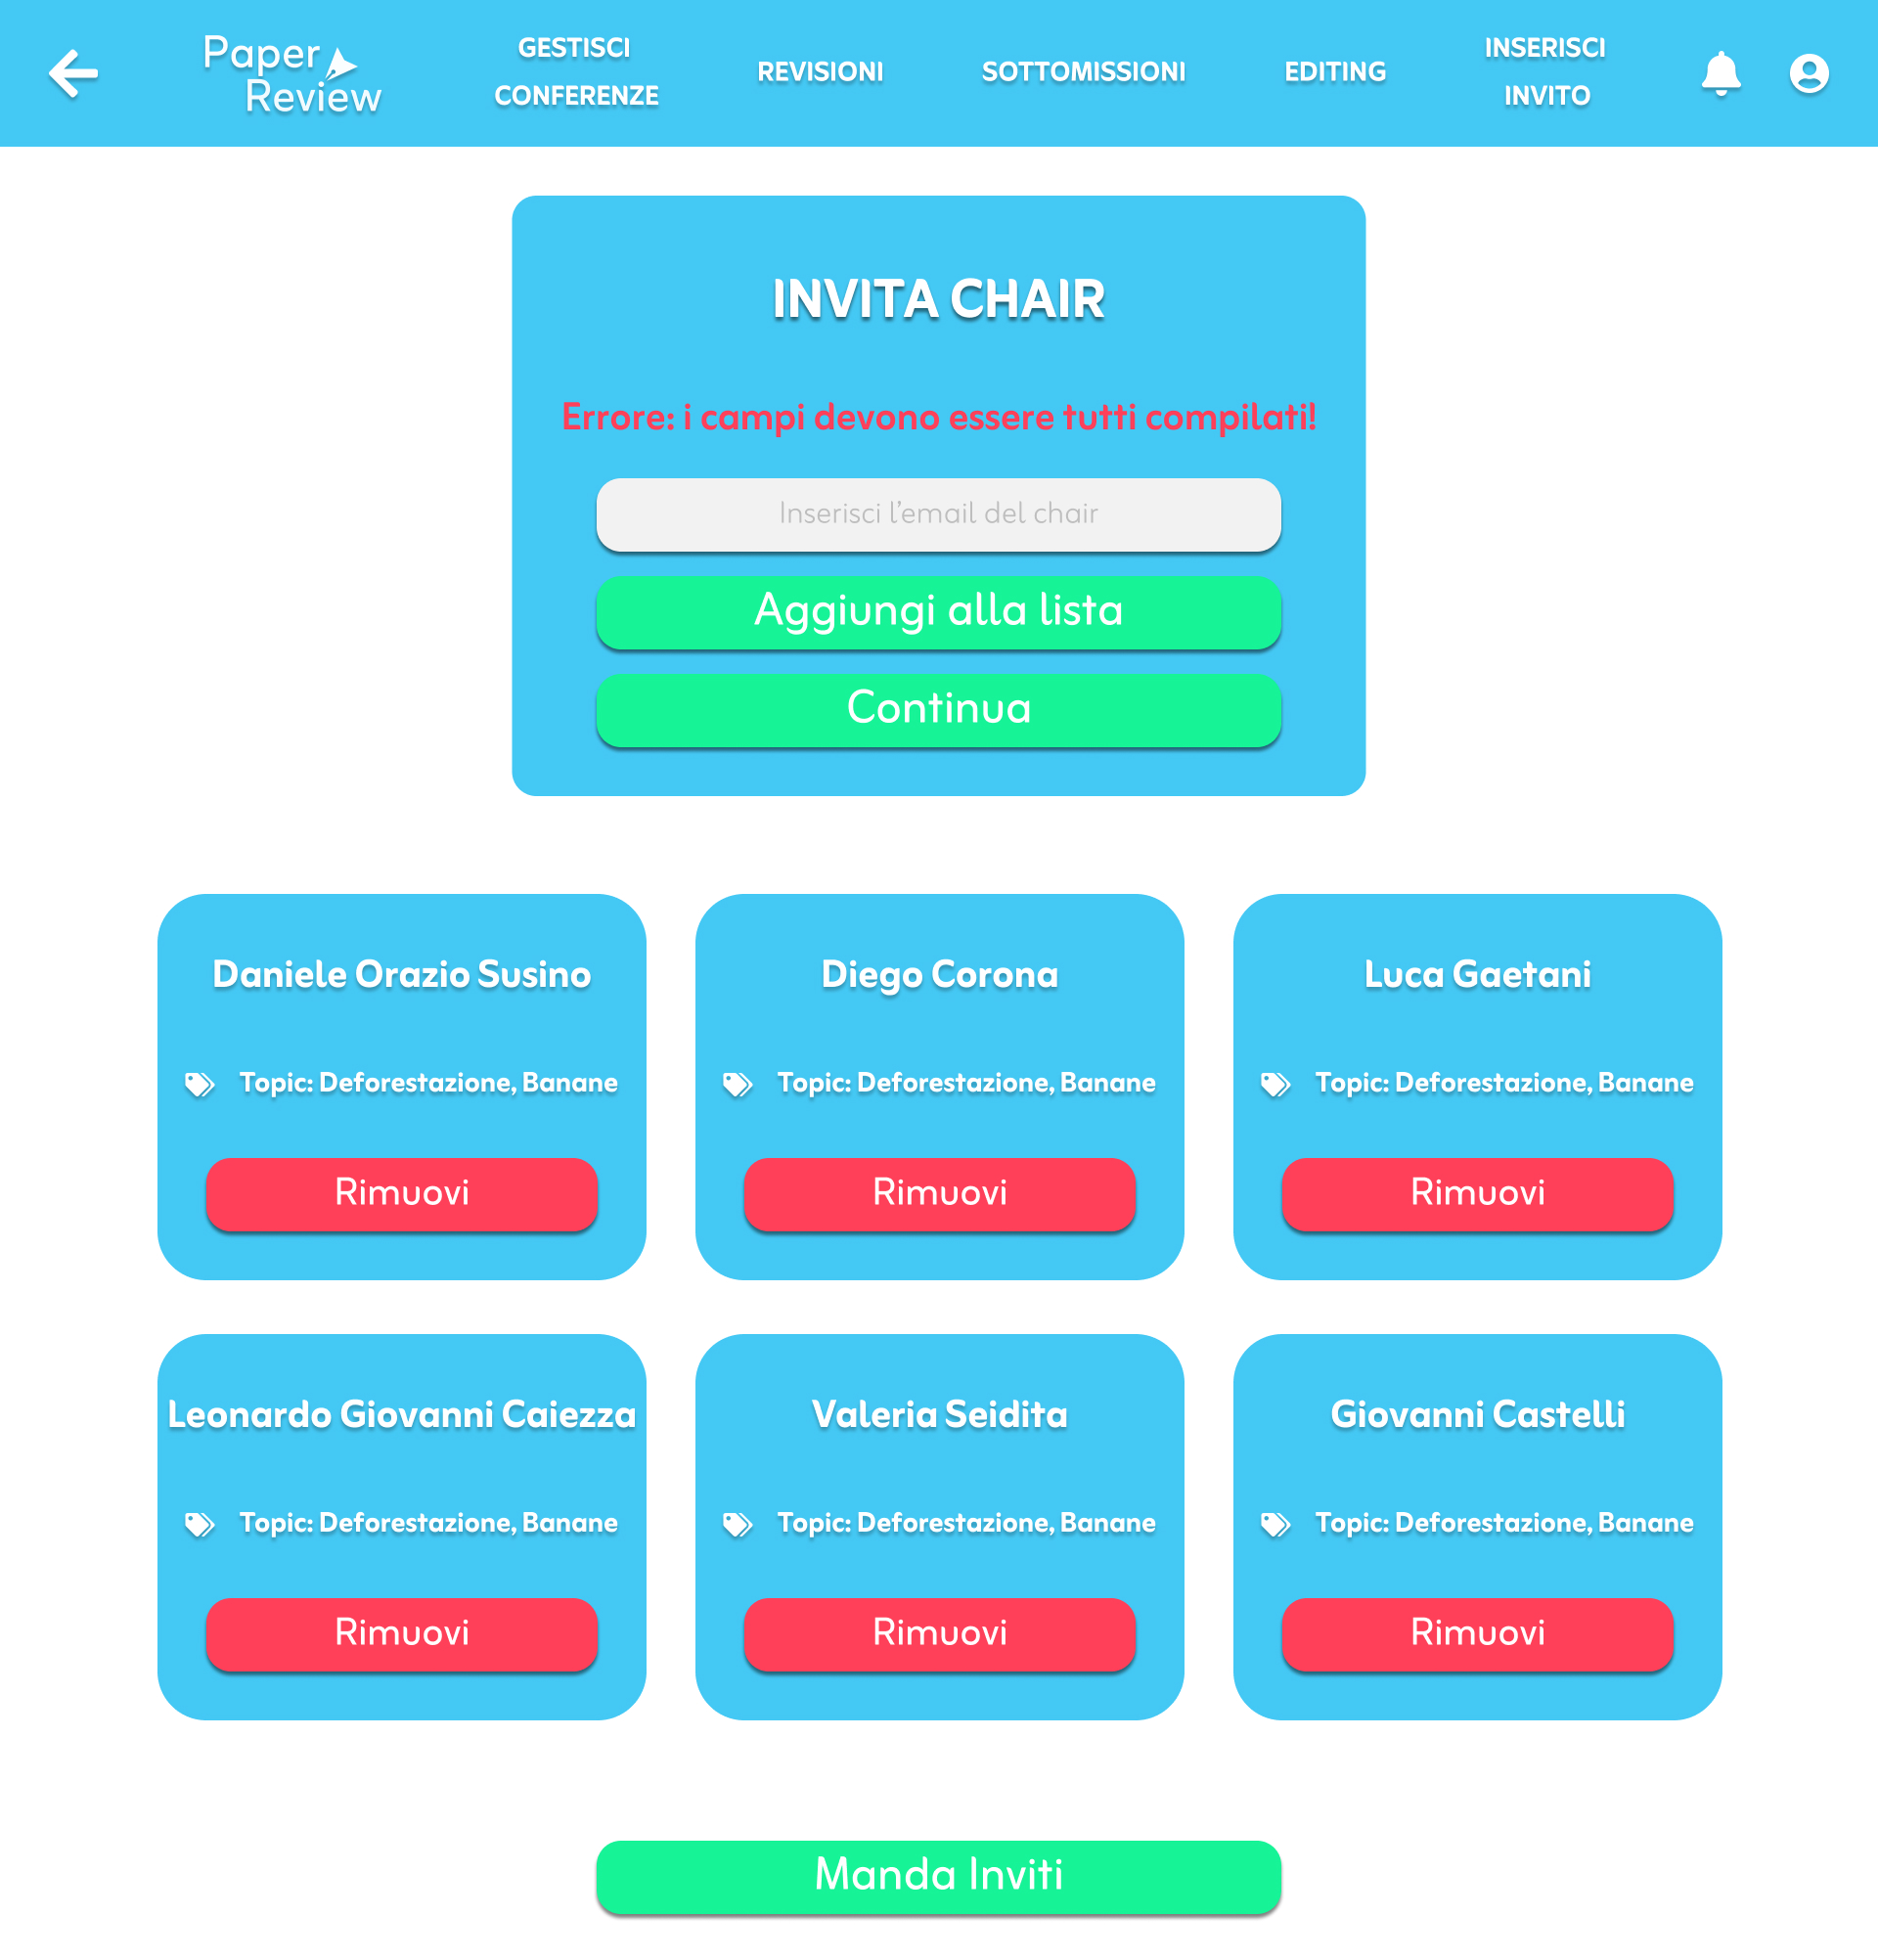 Paper
Review
GESTISCI
CONFERENZE
REVISIONI
SOTTOMISSIONI
EDITING
INSERISCI
INVITO
INVITA CHAIR
Errore: i campi devono essere tutti compilati!
Inserisci l’email del chair
Aggiungi alla lista
Continua
Daniele Orazio Susino
Topic: Deforestazione, Banane
Rimuovi
Diego Corona
Topic: Deforestazione, Banane
Rimuovi
Luca Gaetani
Topic: Deforestazione, Banane
Rimuovi
Leonardo Giovanni Caiezza
Topic: Deforestazione, Banane
Rimuovi
Valeria Seidita
Topic: Deforestazione, Banane
Rimuovi
Giovanni Castelli
Topic: Deforestazione, Banane
Rimuovi
Manda Inviti